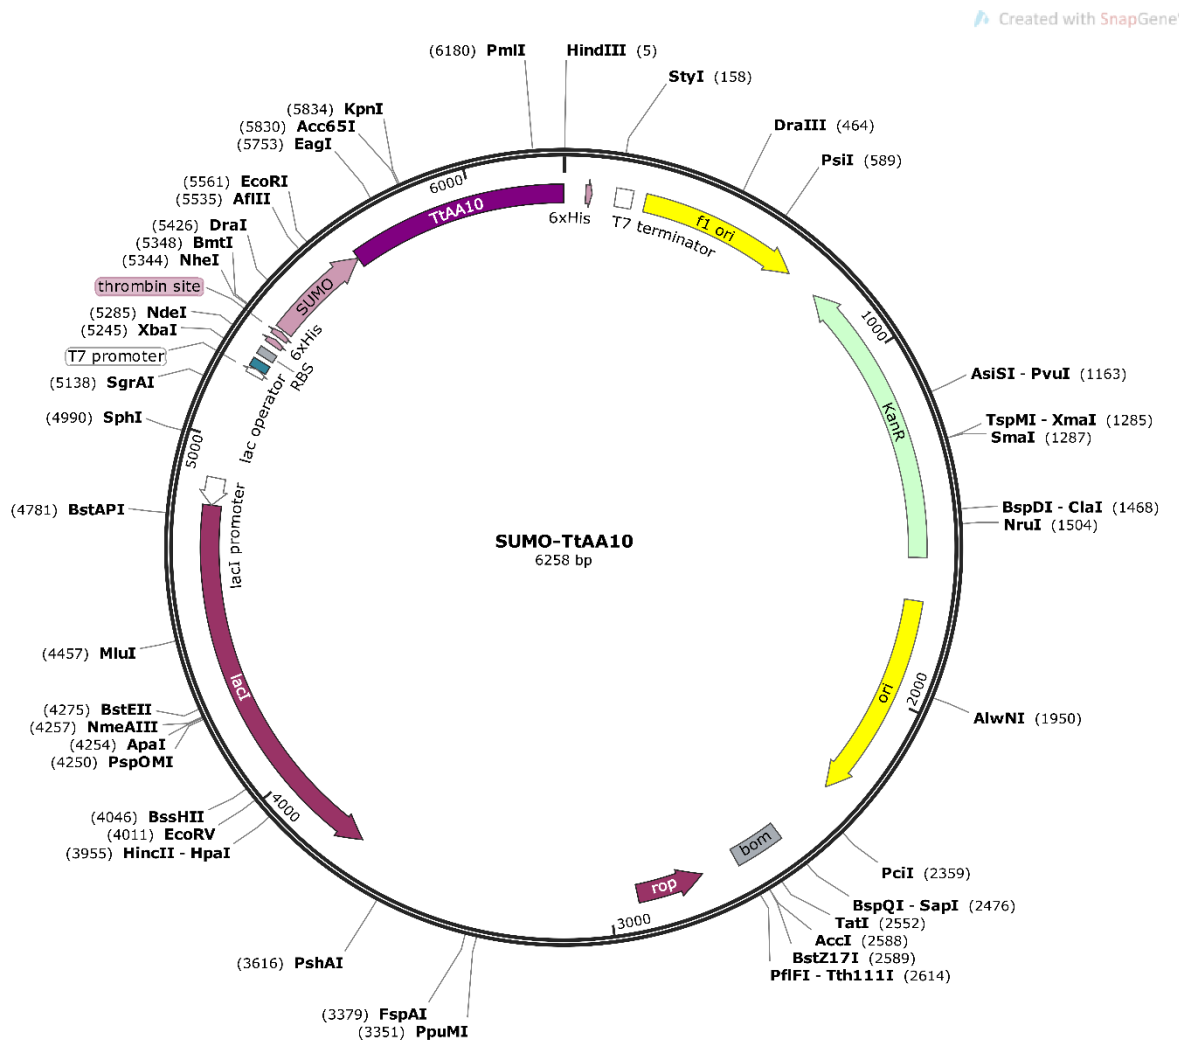 Created with SnapGene®
(6180) PmlI
HindIII (5)
StyI (158)
DraIII (464)
PsiI (589)
AsiSI - PvuI (1163)
TspMI - XmaI (1285)
SmaI (1287)
BspDI - ClaI (1468)
NruI (1504)
AlwNI (1950)
PciI (2359)
BspQI - SapI (2476)
TatI (2552)
AccI (2588)
BstZ17I (2589)
PflFI - Tth111I (2614)
(3351) PpuMI
(3379) FspAI
(3616) PshAI
(3955) HincII - HpaI
(4011) EcoRV
(4046) BssHII
(4250) PspOMI
(4254) ApaI
(4257) NmeAIII
(4275) BstEII
(4457) MluI
(4781) BstAPI
(4990) SphI
(5138) SgrAI
T7 promoter
(5245) XbaI
(5285) NdeI
thrombin site
(5344) NheI
(5348) BmtI
(5426) DraI
(5535) AflII
(5561) EcoRI
(5753) EagI
(5830) Acc65I
(5834) KpnI
6xHis
T7 terminator
f1 ori
1000
KanR
2000
ori
bom
rop
3000
4000
lacI
lacI promoter
5000
lac operator
RBS
6xHis
SUMO
TtAA10
6000
SUMO-TtAA10
6258 bp